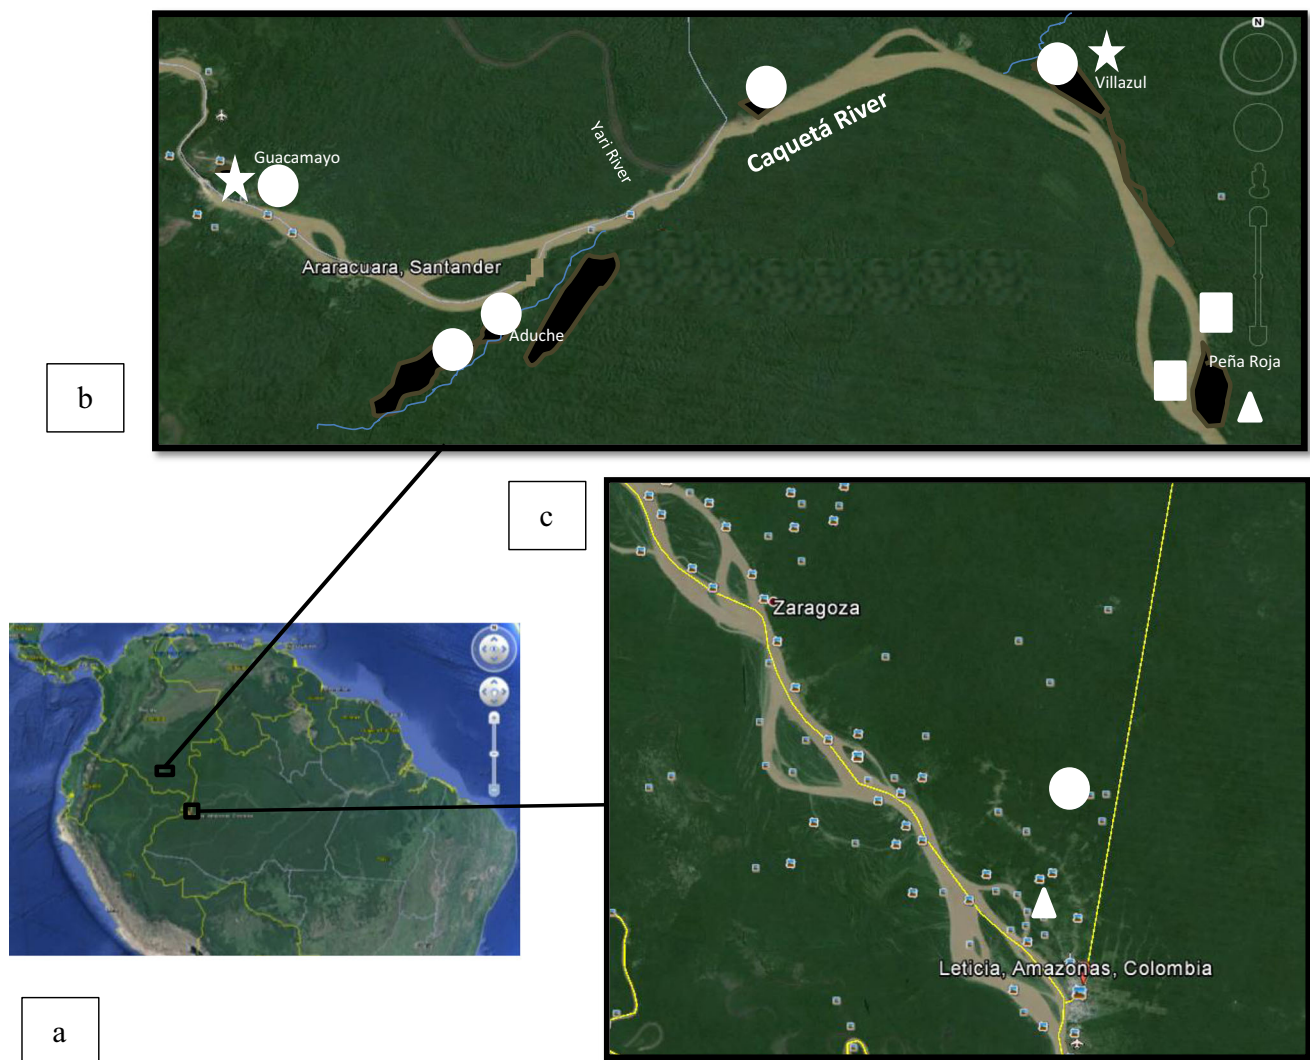 N
Villazul
Caquetá River
Yari River
Guacamayo
Araracuara, Santander
Aduche
Peña Roja
b
c
Zaragoza
Leticia, Amazonas, Colombia
a